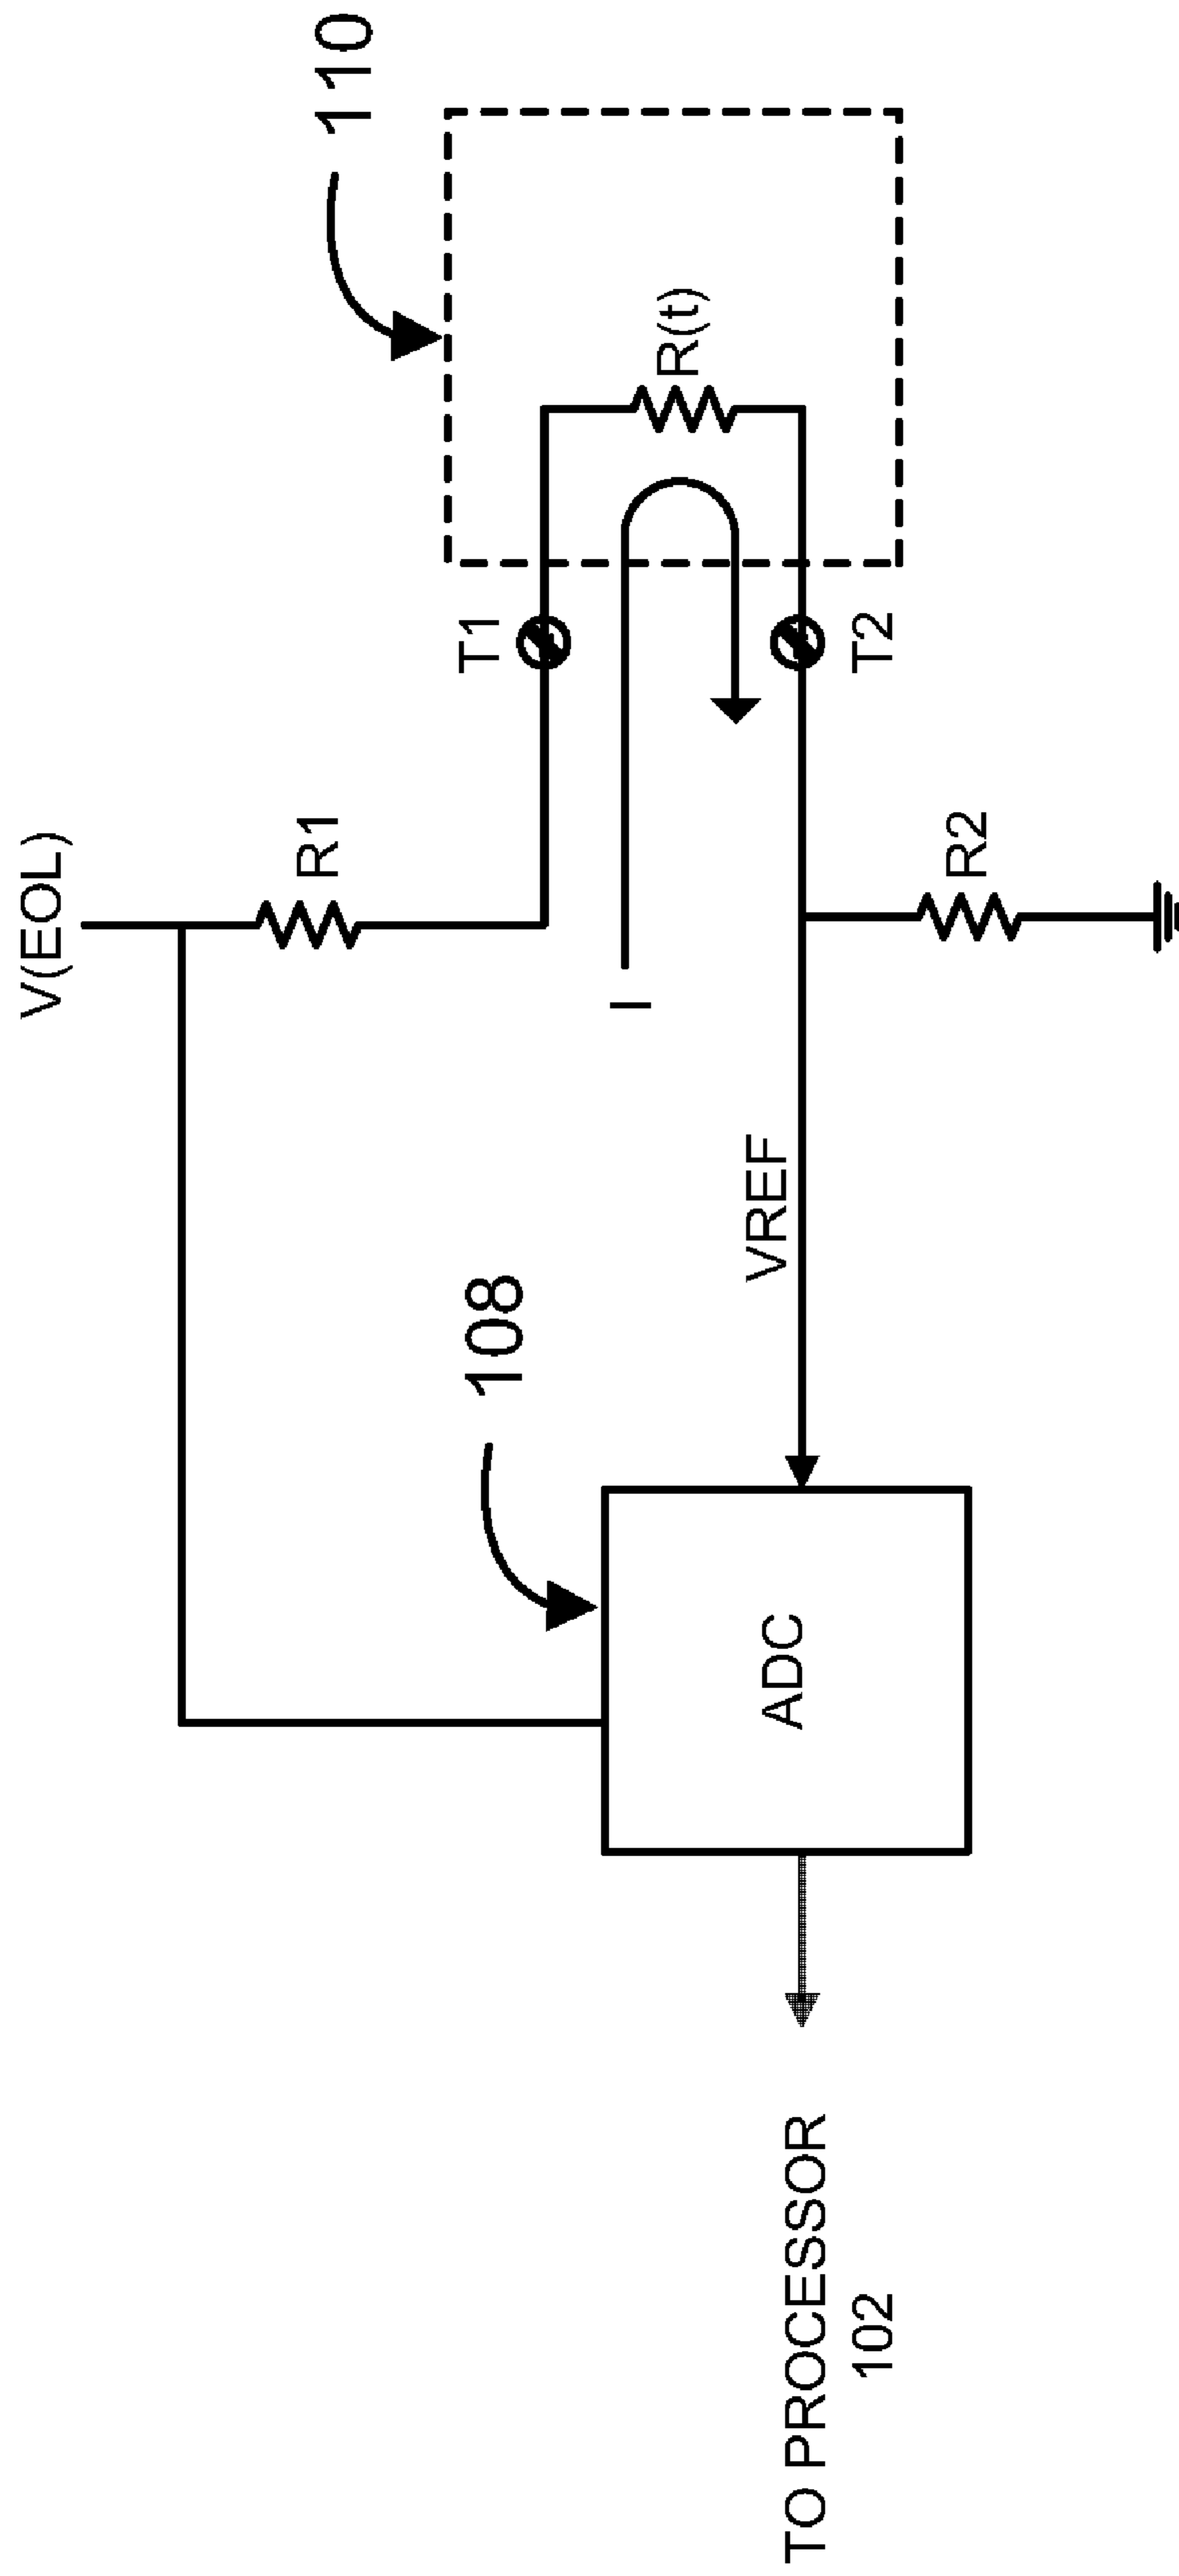 V(EOL)
R1
110
108
T1
I
R(t)
VREF
ADC
TO PROCESSOR
102
T2
R2